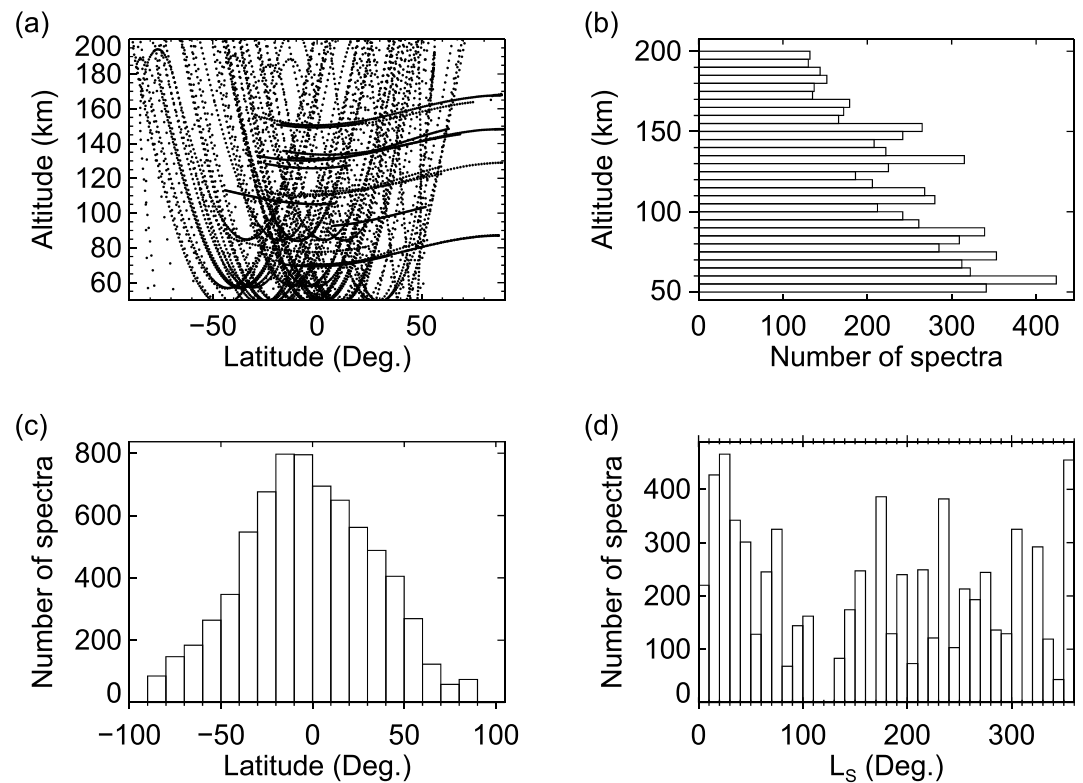 (a)
200
180
160
140
120
100
80
60
Altitude (km)
−50 0 50
Latitude (Deg.)
(b)
200
150
100
50
Altitude (km)
0 100 200 300 400
Number of spectra
(c)
800
600
400
200
0
Number of spectra
−100 −50 0 50 100
Latitude (Deg.)
(d)
400
300
200
100
0
Number of spectra
0 100 200 300
LS (Deg.)